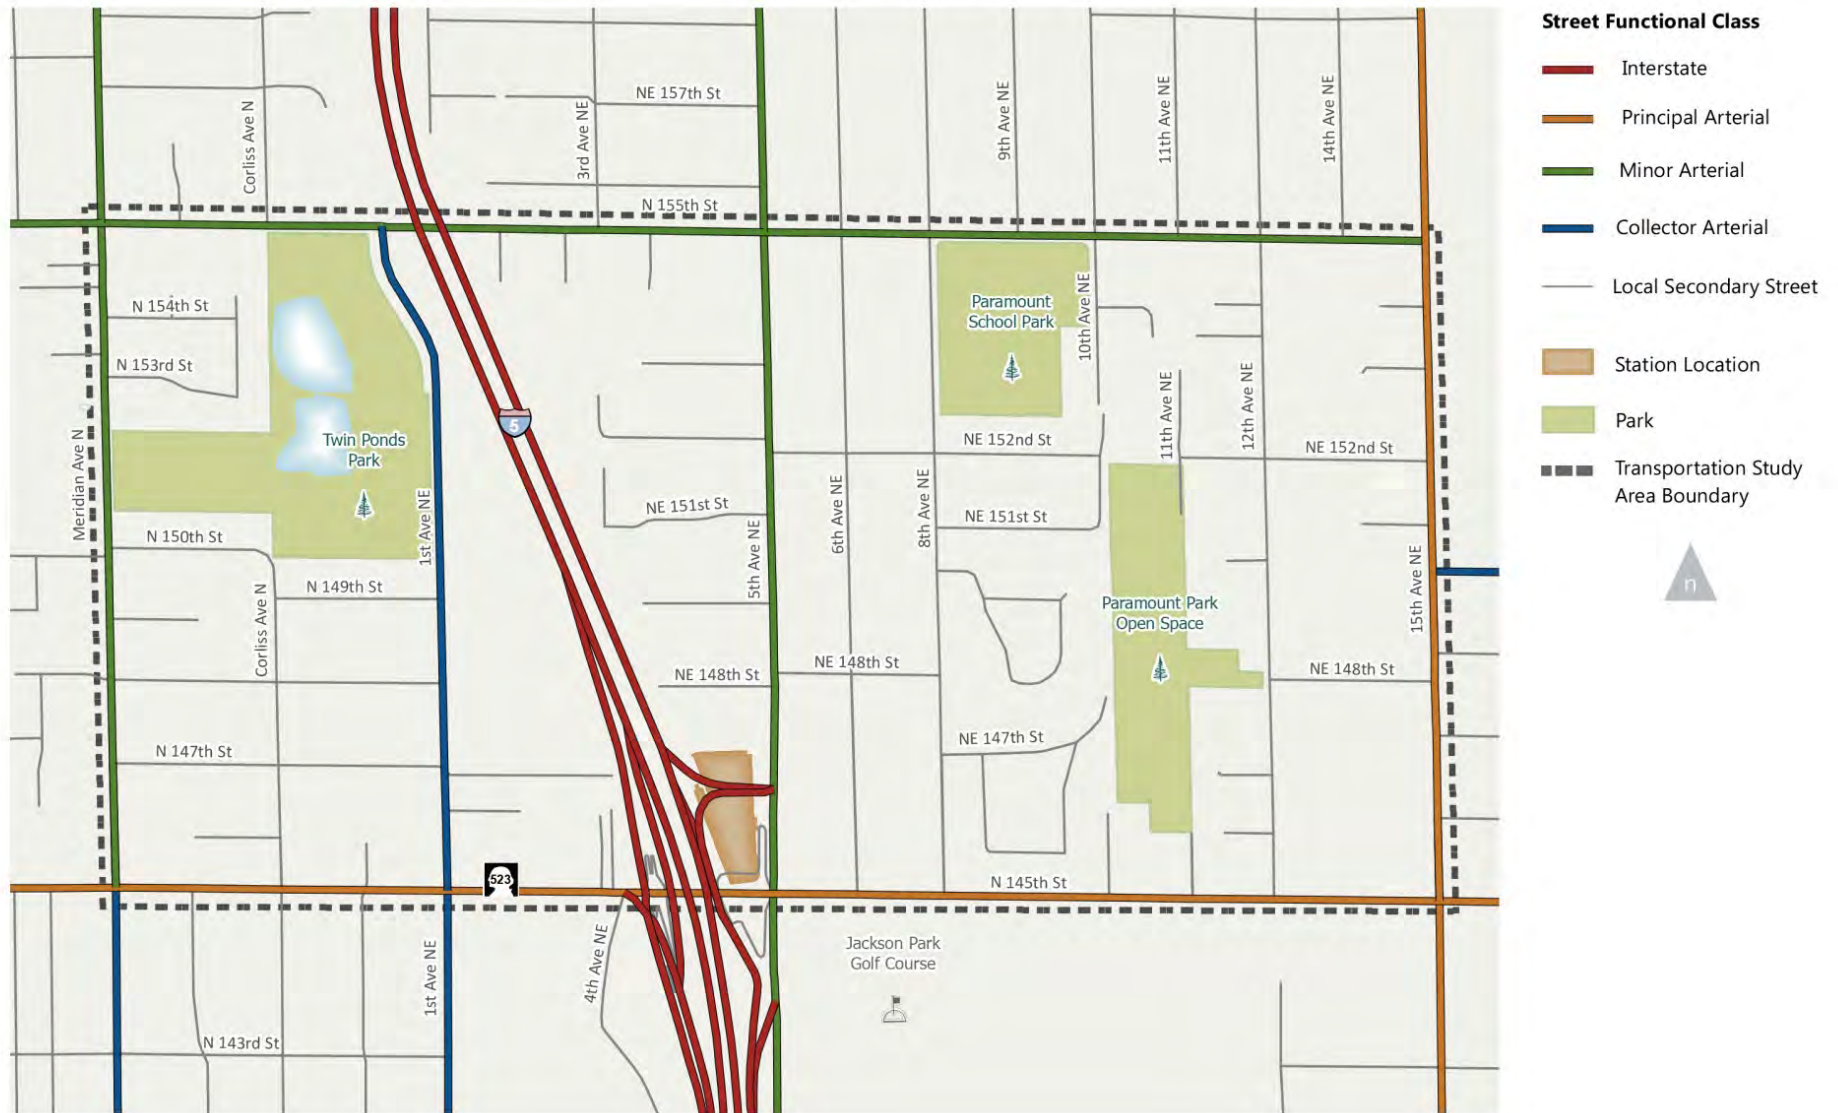 Street Functional Class
Interstate
Principal Arterial
Minor Arterial
Collector Arterial
Local Secondary Street
Station Location
Park
Transportation Study
Area Boundary
n
NE 157th St
Corliss Ave N
3rd Ave NE
9th Ave NE
11th Ave NE
14th Ave NE
N 155th St
N 154th St
Paramount
School Park
10th Ave NE
N 153rd St
5
Twin Ponds
Park
NE 152nd St
11th Ave NE
12th Ave NE
NE 152nd St
Meridian Ave N
1st Ave NE
NE 151st St
5th Ave NE
6th Ave NE
8th Ave NE
NE 151st St
N 150th St
15th Ave NE
N 149th St
Corliss Ave N
Paramount Park
Open Space
NE 148th St
NE 148th St
NE 148th St
N 147th St
NE 147th St
523
N 145th St
4th Ave NE
1st Ave NE
Jackson Park
Golf Course
N 143rd St